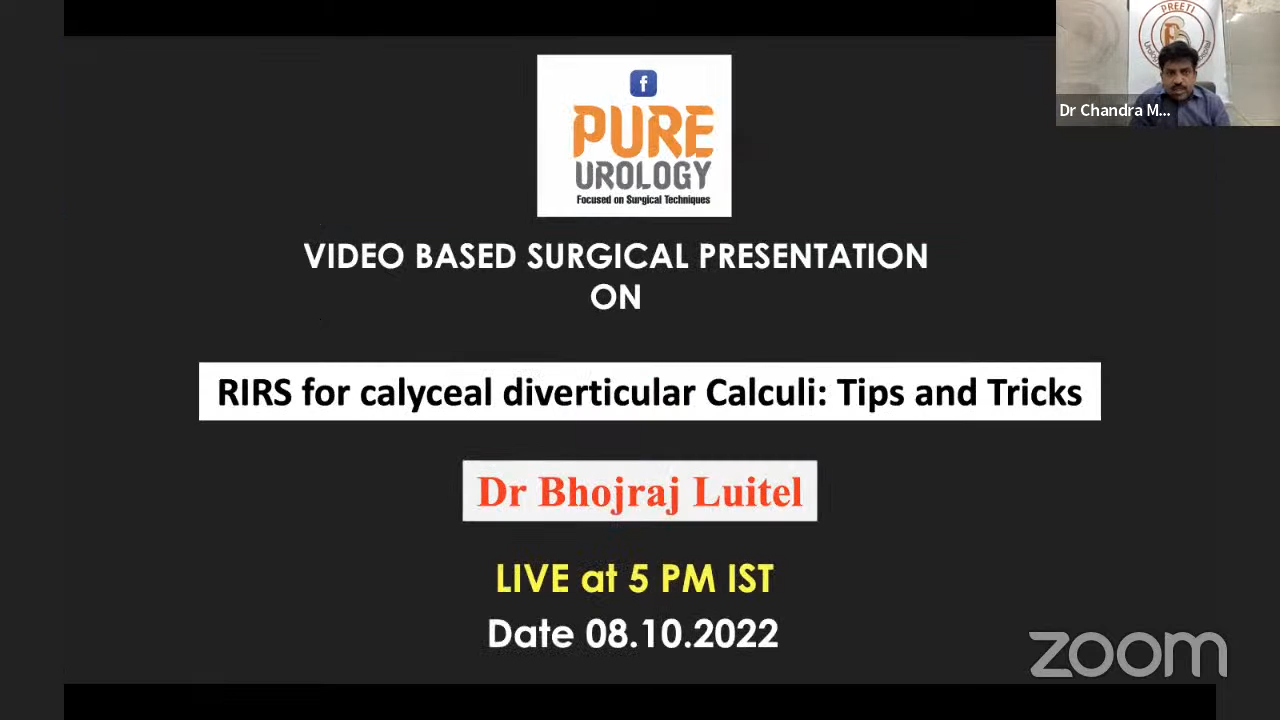 PREETI
Dr Chandra M...
f
PURE
UROLOGY
Focused on Surgical Techniques
VIDEO BASED SURGICAL PRESENTATION
ON
RIRS for calyceal diverticular Calculi: Tips and Tricks
Dr Bhojraj Luitel
LIVE at 5 PM IST
Date 08.10.2022
zoom